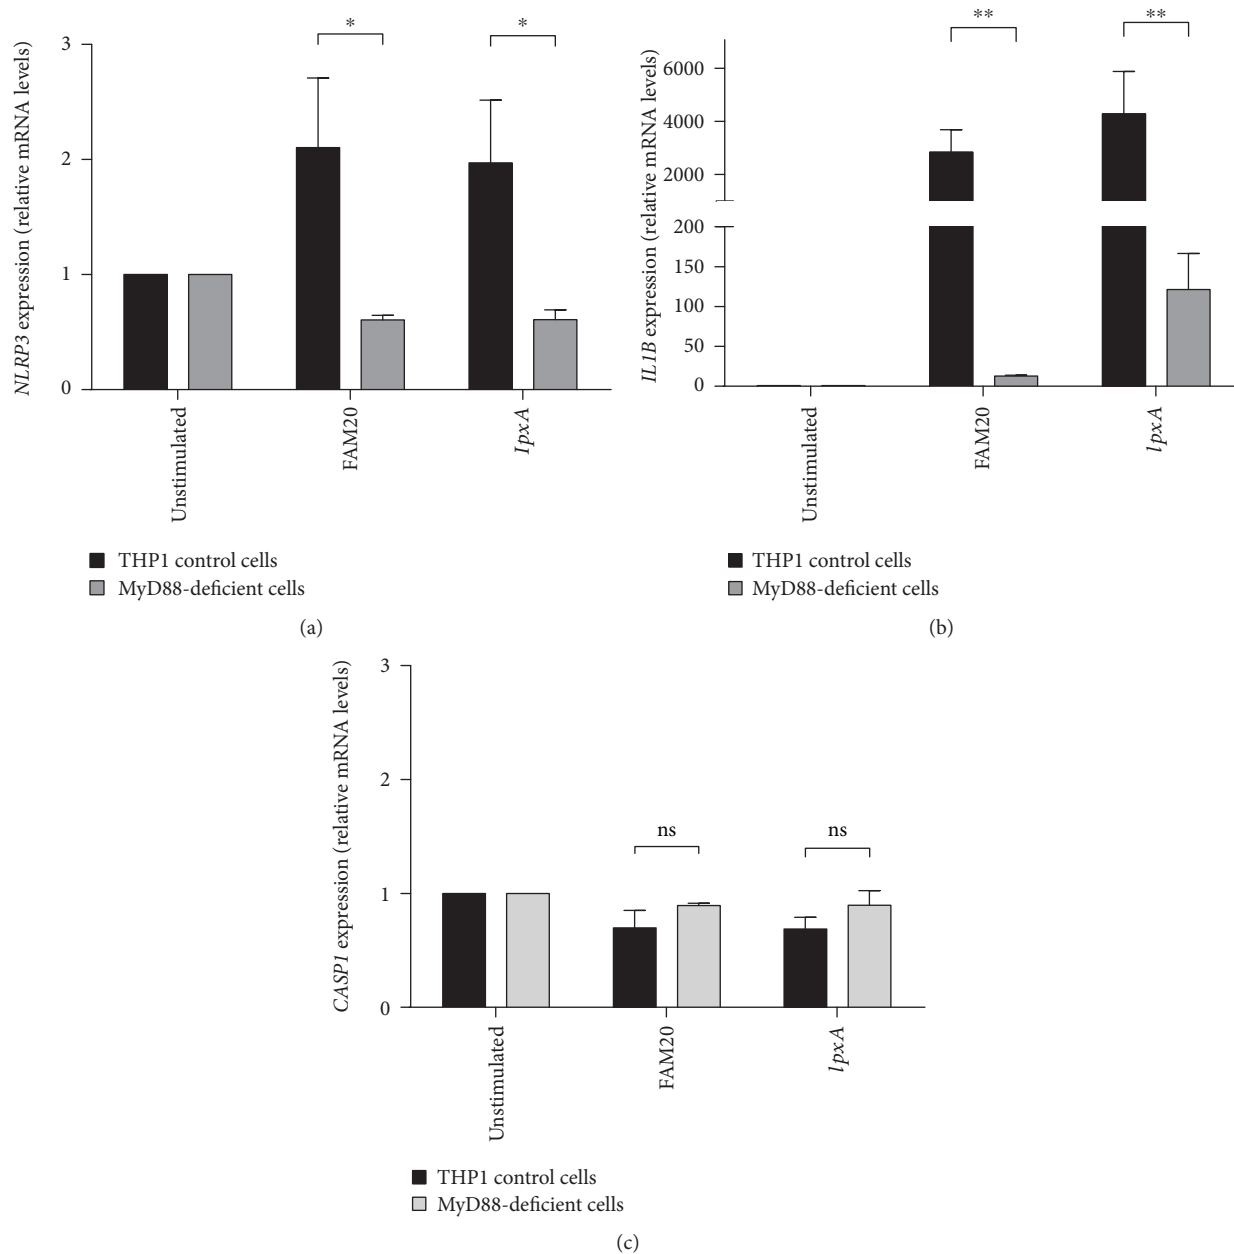 NLRP3 expression (relative mRNA levels)
3
2
1
0
*
*
Unstimulated
FAM20
IpxA
THP1 control cells
MyD88-deficient cells
(a)
IL1B expression (relative mRNA levels)
6000
4000
2000
200
150
100
50
0
**
**
Unstimulated
FAM20
lpxA
THP1 control cells
MyD88-deficient cells
(b)
CASP1 expression (relative mRNA levels)
3
2
1
0
ns
ns
Unstimulated
FAM20
lpxA
THP1 control cells
MyD88-deficient cells
(c)